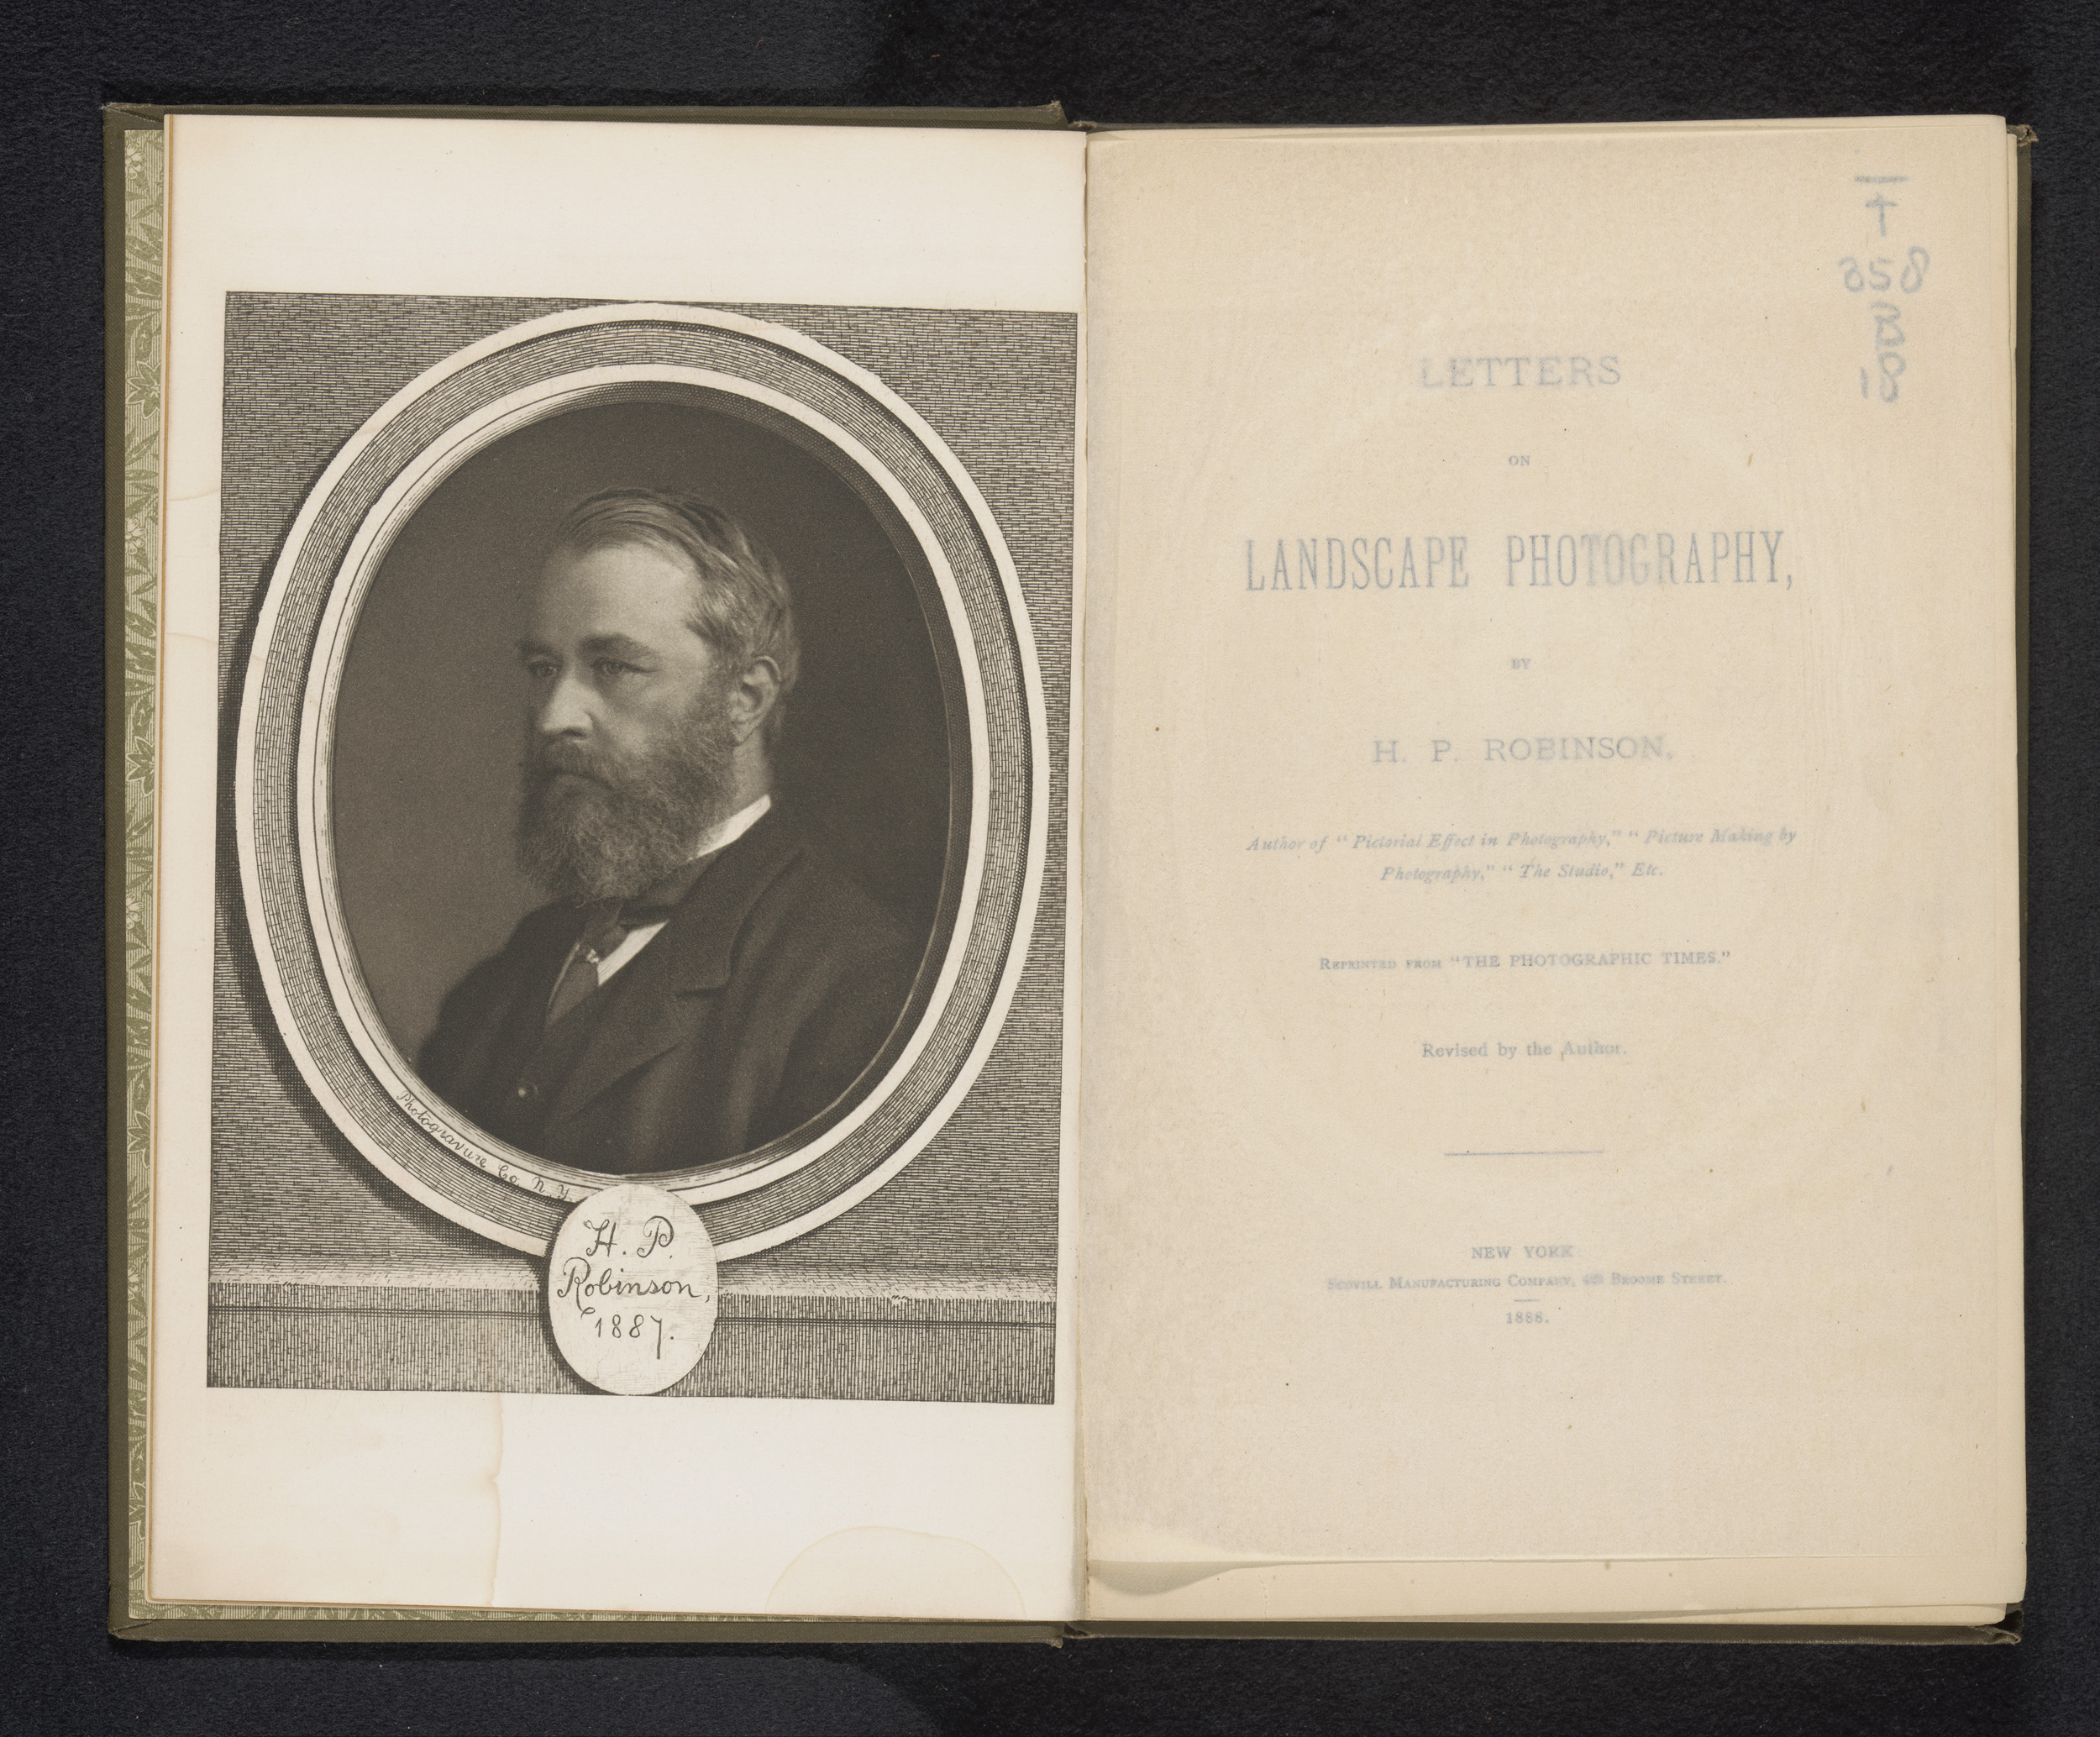 Photogravure Co. N. Y.
H. P.
Robinson,
1887.
T
358
R
18
LETTERS
ON
LANDSCAPE PHOTOGRAPHY,
BY
H. P. ROBINSON,
Author of "Pictorial Effect in Photography," "Picture Making by
Photography," "The Studio," Etc.
REPRINTED FROM "THE PHOTOGRAPHIC TIMES."
Revised by the Author.
NEW YORK
SCOVILL MANUFACTURING COMPANY, BROOME STREET.
1888.